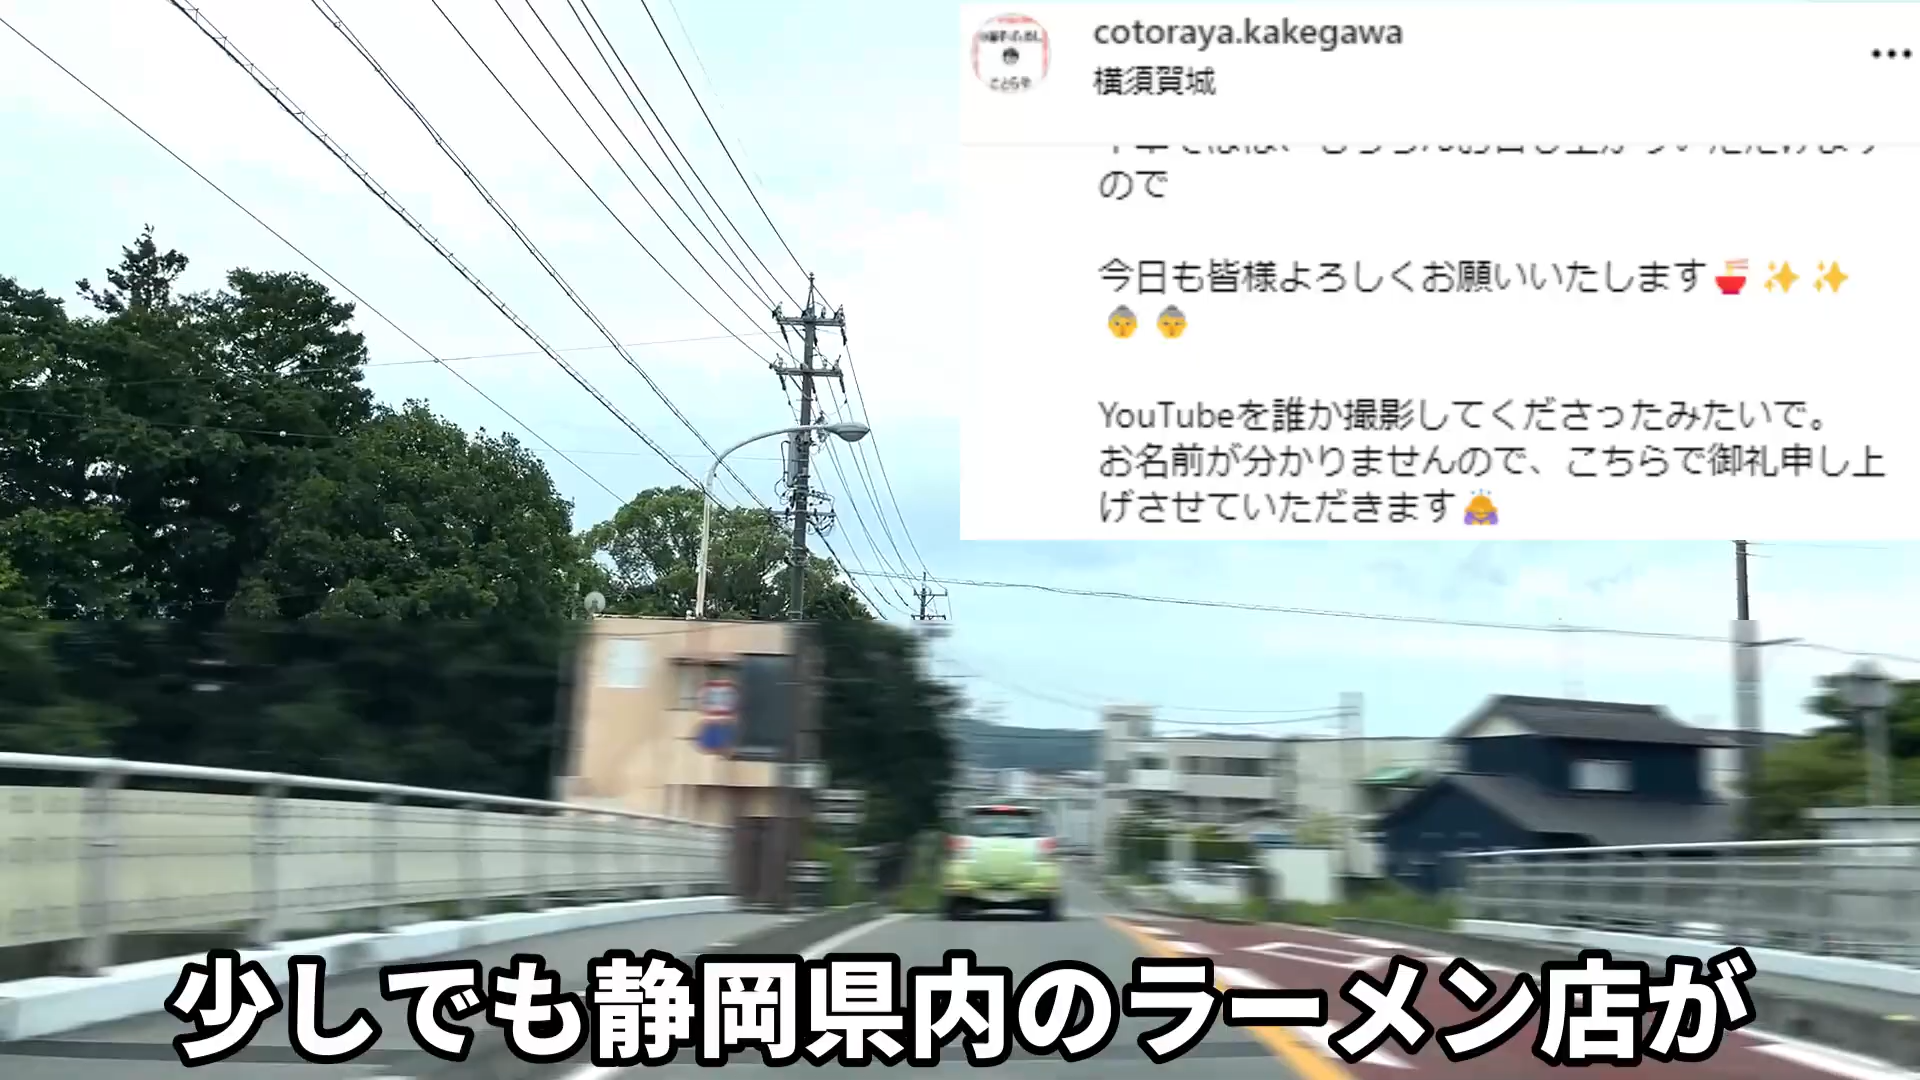 cotoraya.kakegawa
横須賀城
ので
今日も皆様よろしくお願いいたします🍜✨✨
👵👵
YouTubeを誰か撮影してくださったみたいで。
お名前が分かりませんので、こちらで御礼申し上
げさせていただきます🙇‍♀️
少しでも静岡県内のラーメン店が